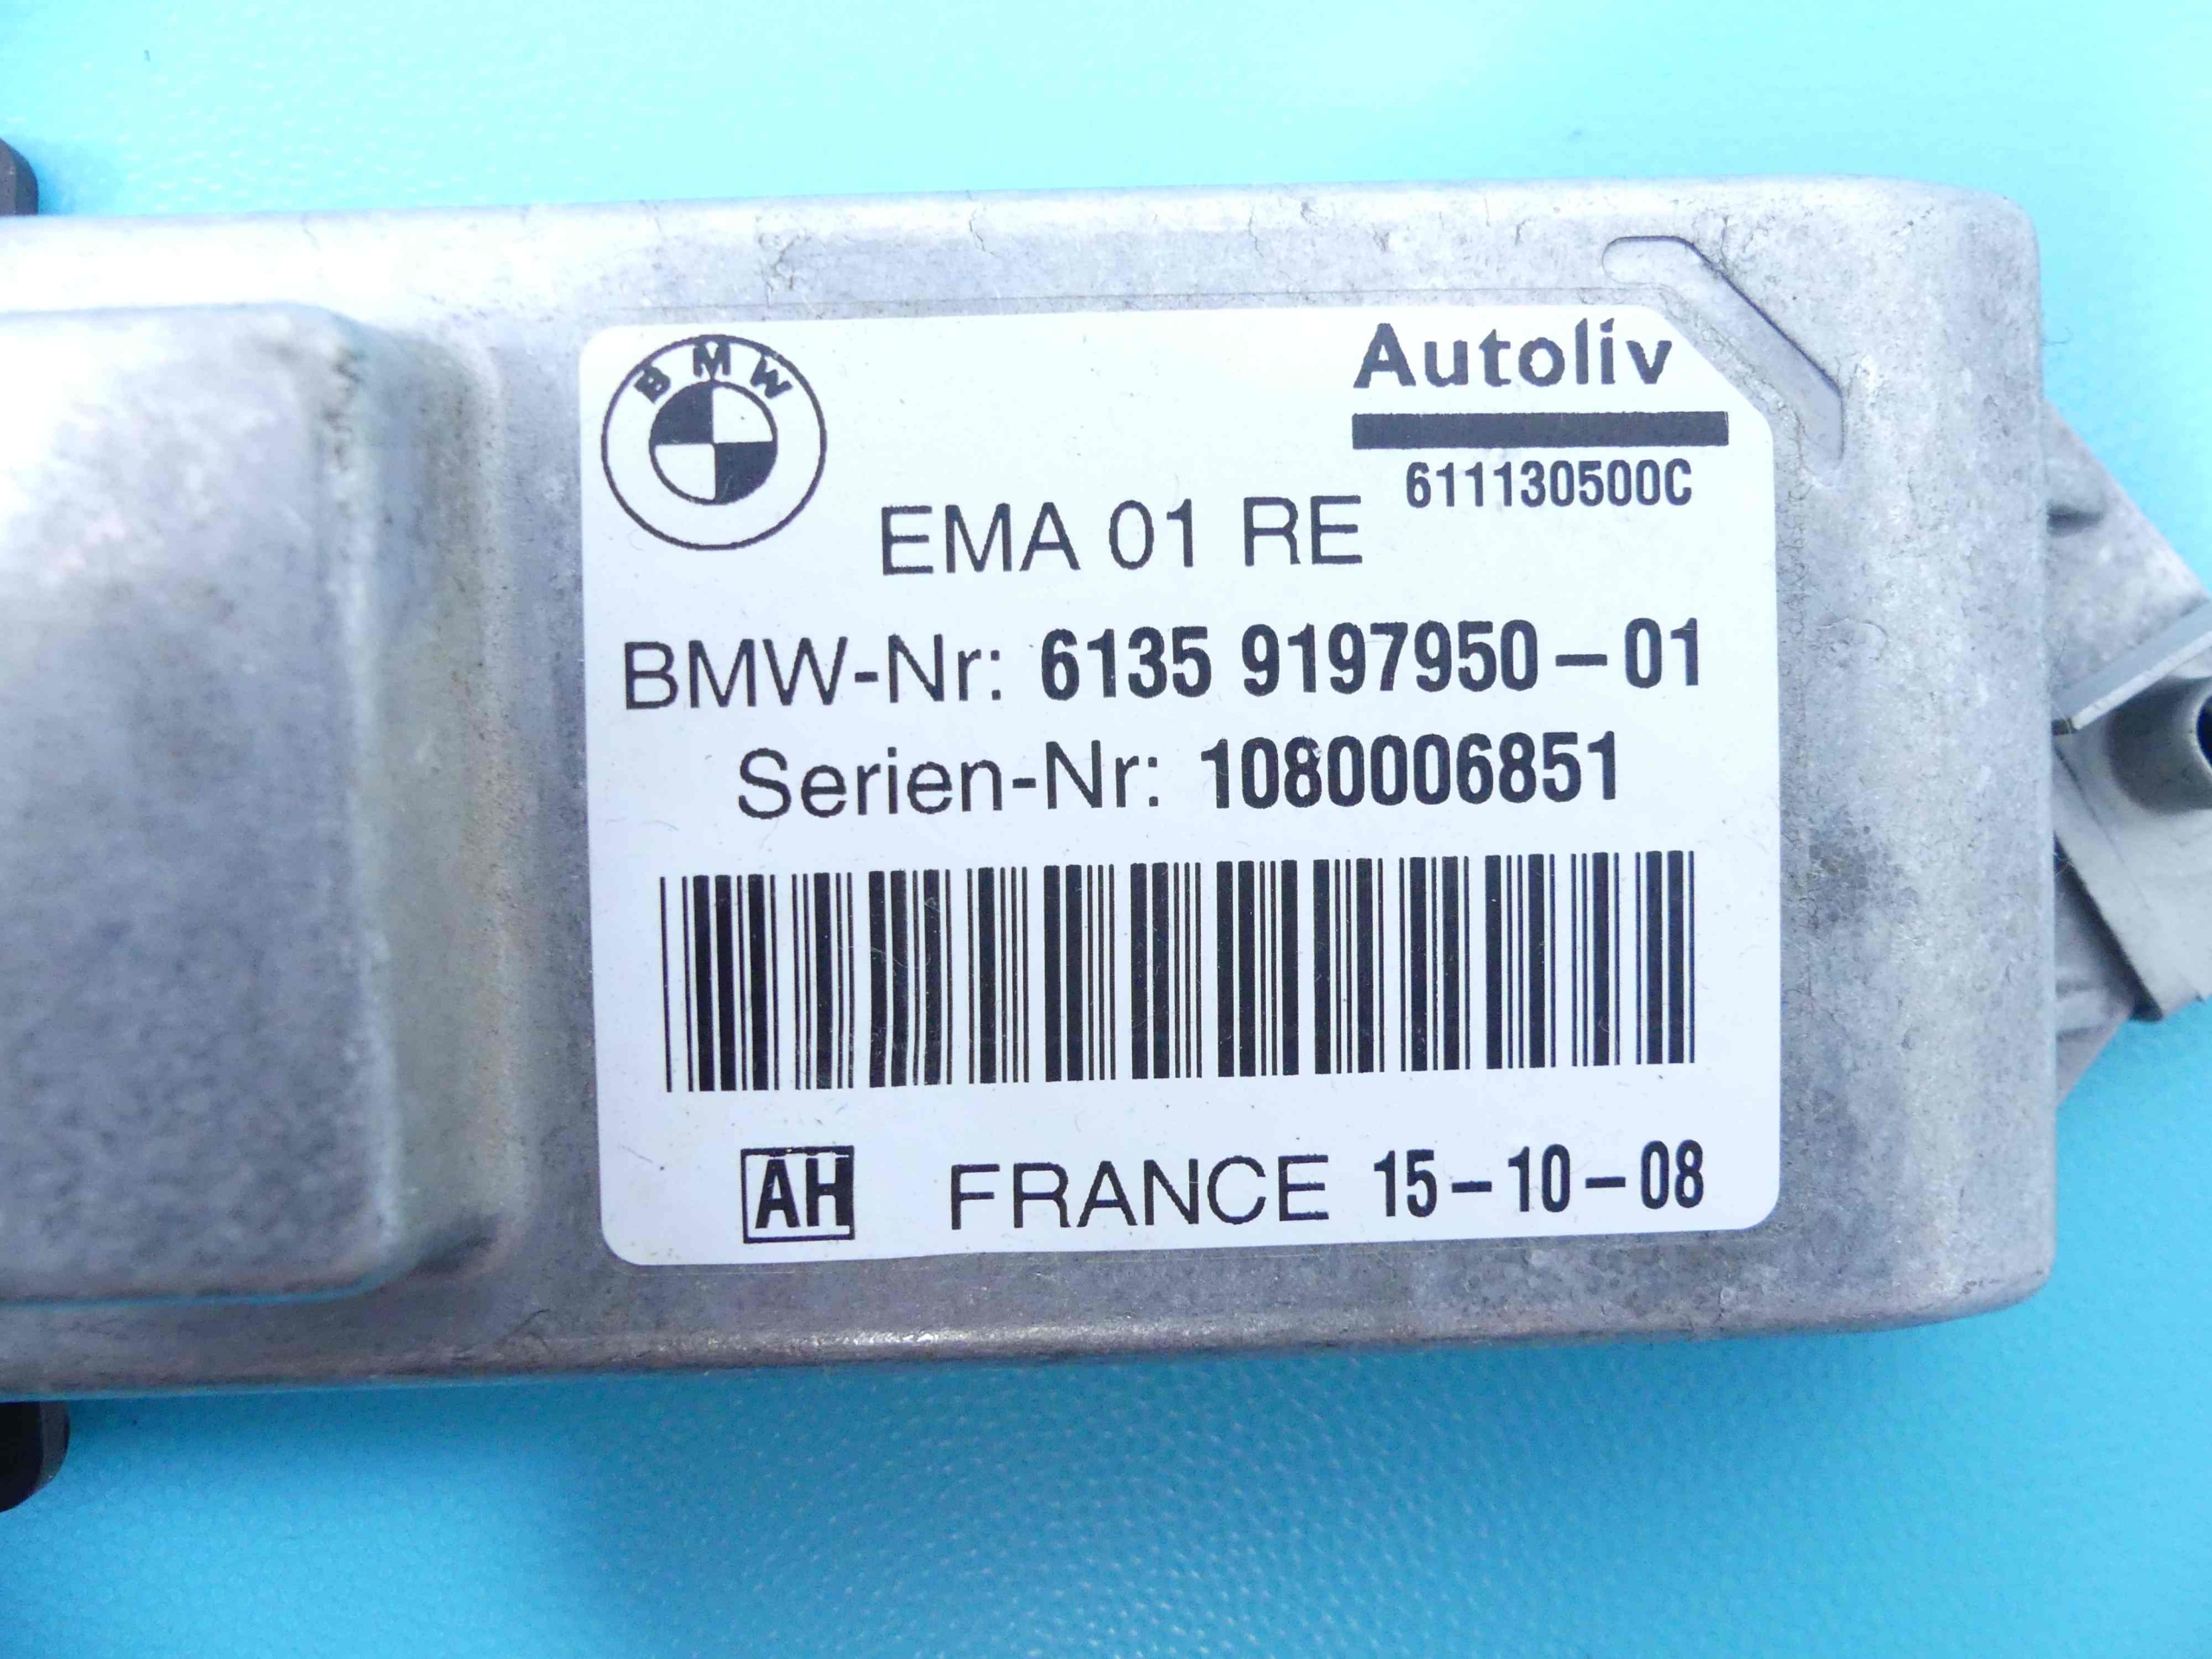 BMW
Autoliv
611130500C
EMA 01 RE
BMW-Nr: 6135 9197950-01
Serien-Nr: 1080006851
AH FRANCE 15-10-08